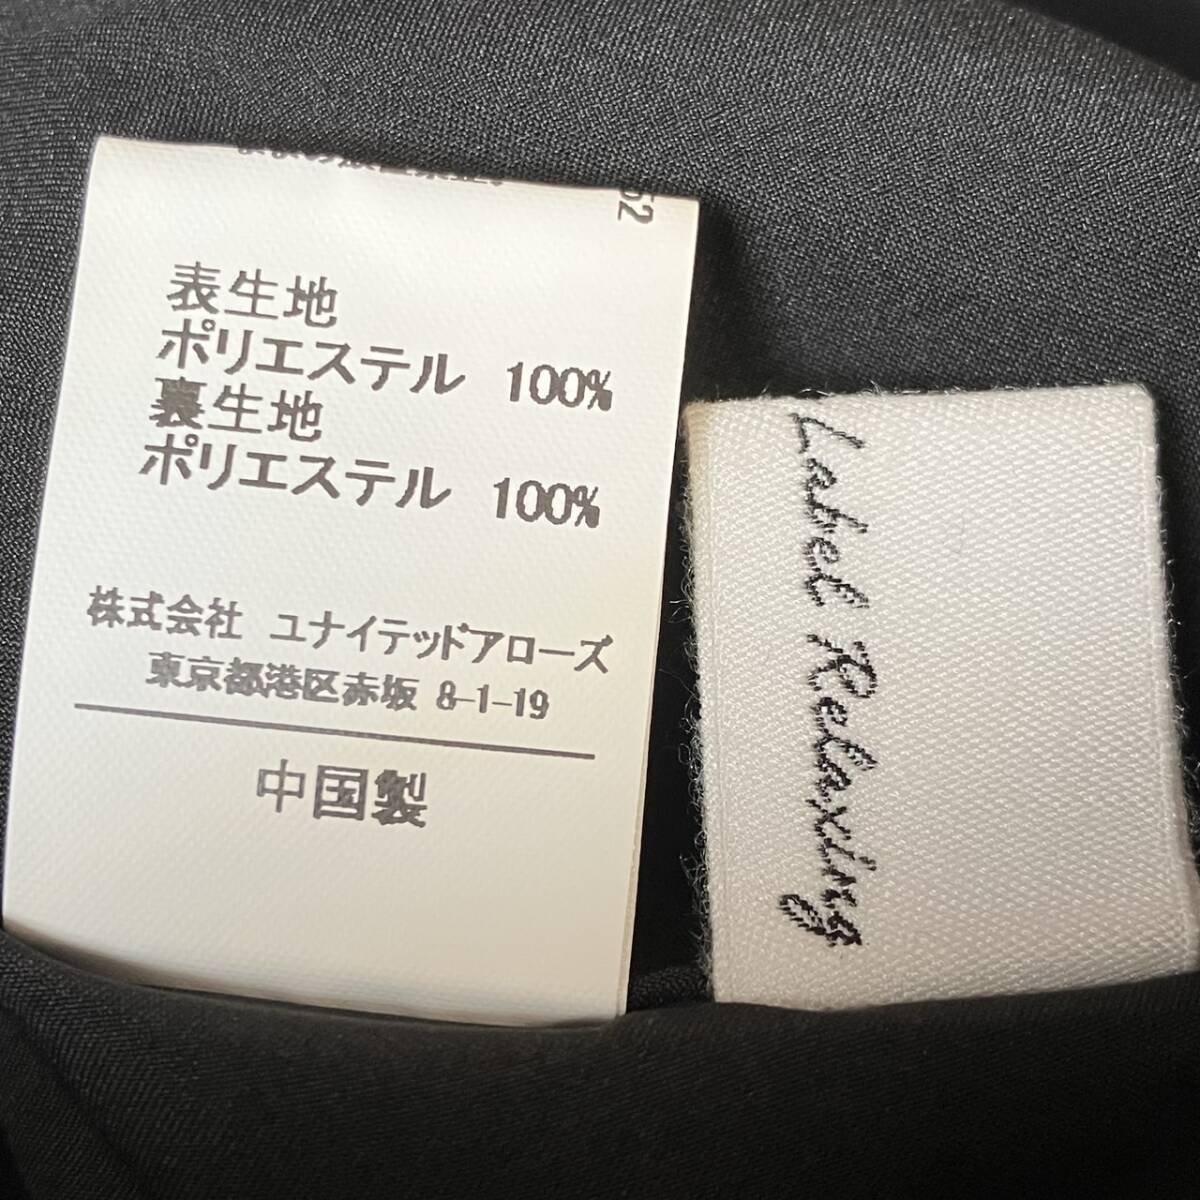 52
表生地
ポリエステル 100%
裏生地
ポリエステル 100%
株式会社 ユナイテッドアローズ
東京都港区赤坂 8-1-19
中国製
Label Relaxing